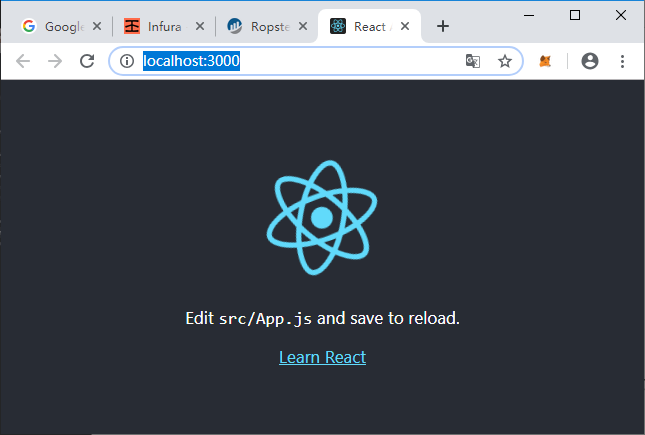 Google
Infura
Ropste
React A
localhost:3000
Edit src/App.js and save to reload.
Learn React